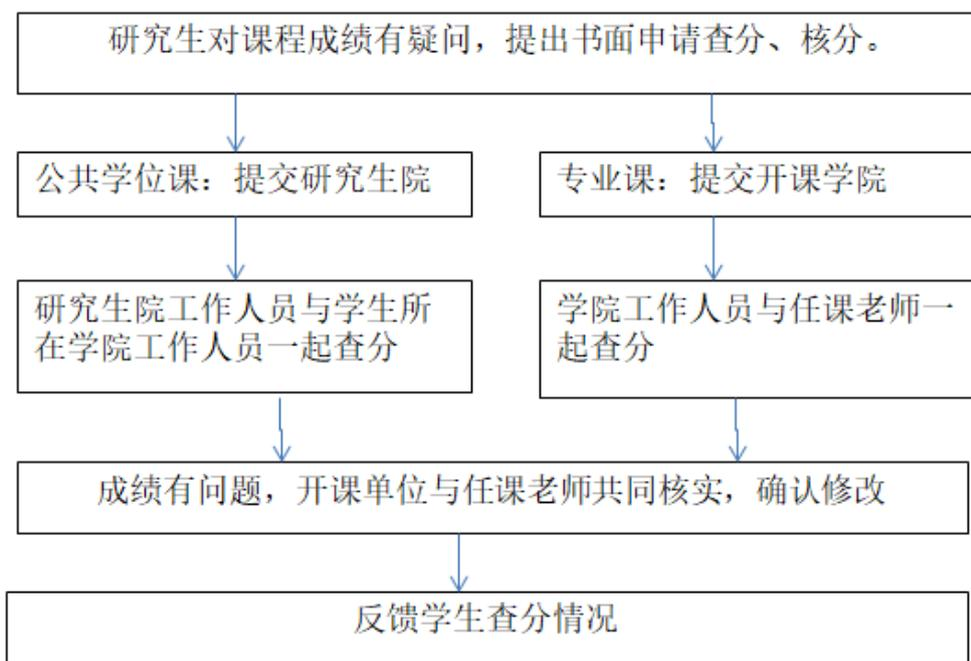 研究生对课程成绩有疑问，提出书面申请查分、核分。
公共学位课：提交研究生院
专业课：提交开课学院
研究生院工作人员与学生所
在学院工作人员一起查分
学院工作人员与任课老师一
起查分
成绩有问题，开课单位与任课老师共同核实，确认修改
反馈学生查分情况